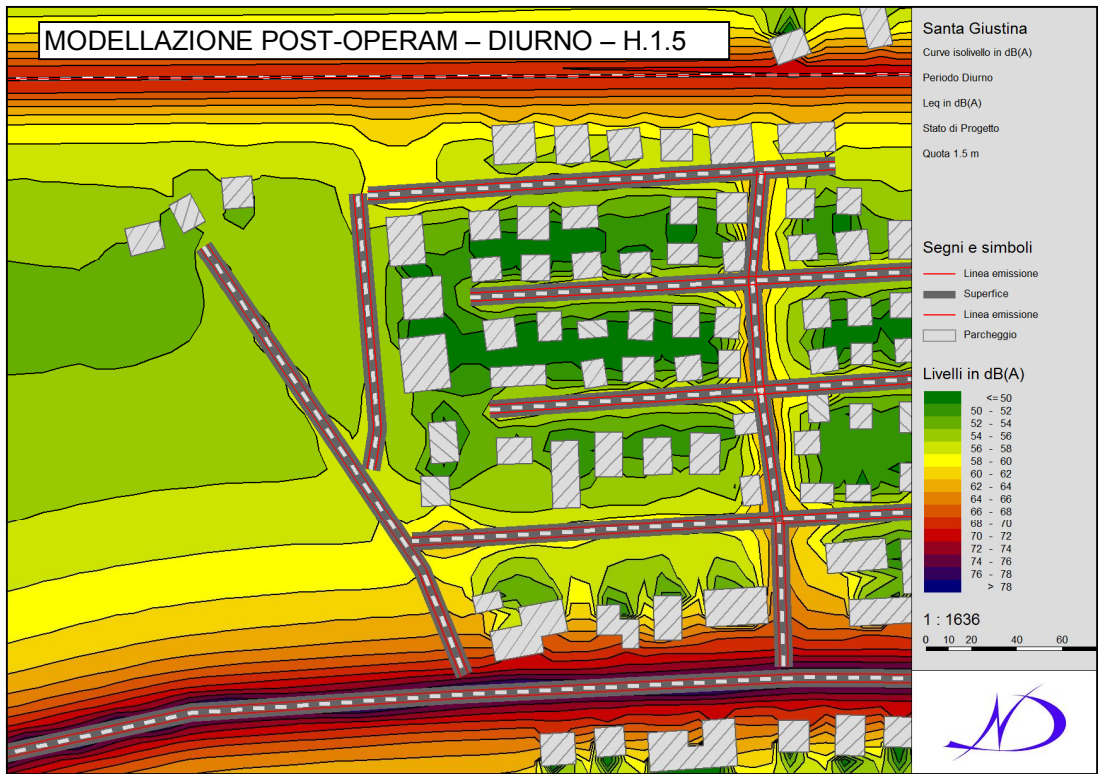 MODELLAZIONE POST-OPERAM – DIURNO – H.1.5
Santa Giustina
Curve isolivello in dB(A)
Periodo Diurno
Leq in dB(A)
Stato di Progetto
Quota 1.5 m
Segni e simboli
Linea emissione
Superfice
Linea emissione
Parcheggio
Livelli in dB(A)
<= 50
50 - 52
52 - 54
54 - 56
56 - 58
58 - 60
60 - 62
62 - 64
64 - 66
66 - 68
68 - 70
70 - 72
72 - 74
74 - 76
76 - 78
> 78
1 : 1636
0 10 20 40 60